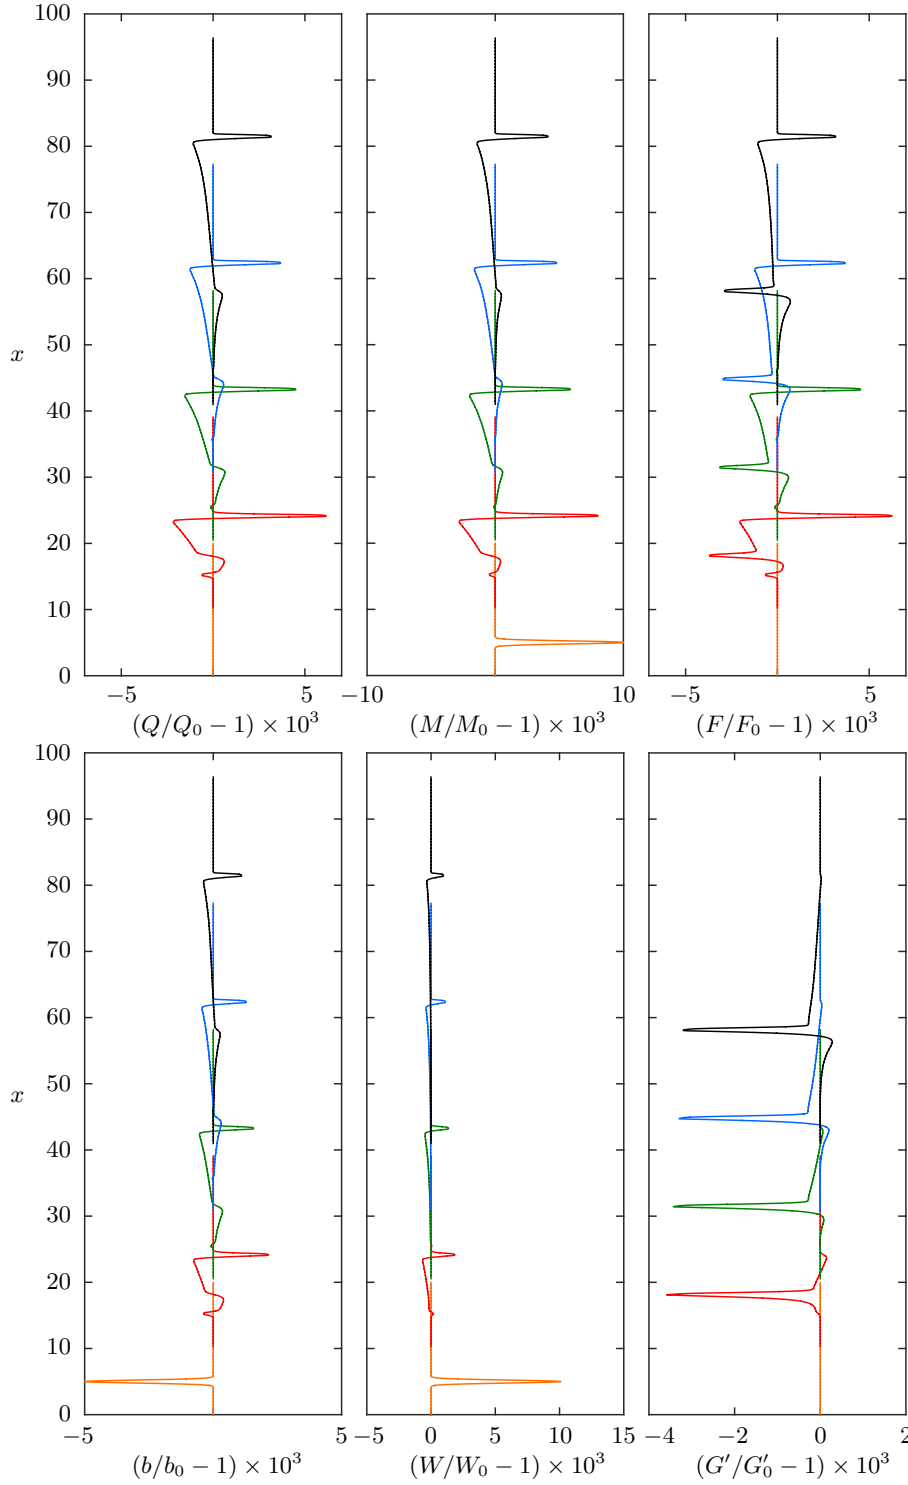 100
90
80
70
60
50
40
30
20
10
0
x
−5 5
−10 10
−5 5
(Q/Q₀ − 1) × 10³
(M/M₀ − 1) × 10³
(F/F₀ − 1) × 10³
100
90
80
70
60
50
40
30
20
10
0
x
−5 5
−5 0 5 10 15
−4 −2 0 2
(b/b₀ − 1) × 10³
(W/W₀ − 1) × 10³
(G′/G′₀ − 1) × 10³